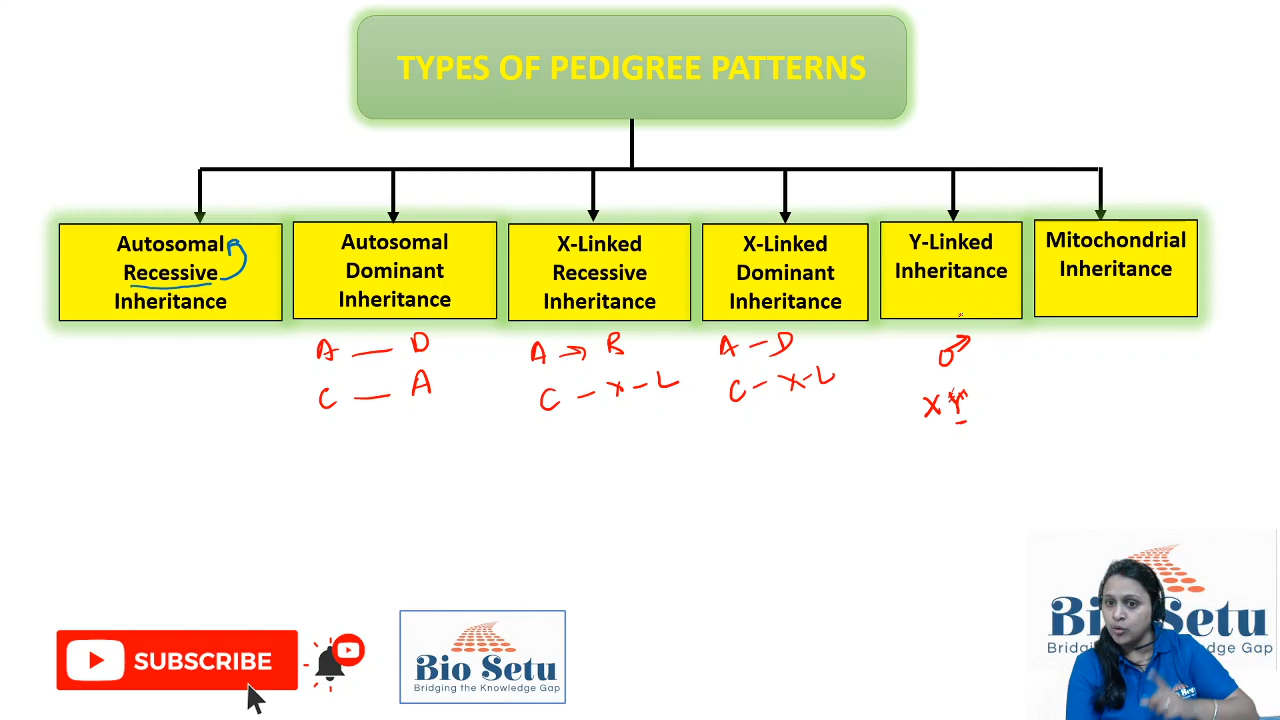 TYPES OF PEDIGREE PATTERNS
Autosomal
Recessive
Inheritance
Autosomal
Dominant
Inheritance
X-Linked
Recessive
Inheritance
X-Linked
Dominant
Inheritance
Y-Linked
Inheritance
Mitochondrial
Inheritance
A — D
C — A
A → R
C - X - L
A - D
C - X - L
♂
XY
SUBSCRIBE
Bio Setu
Bridging the Knowledge Gap
Bio Setu